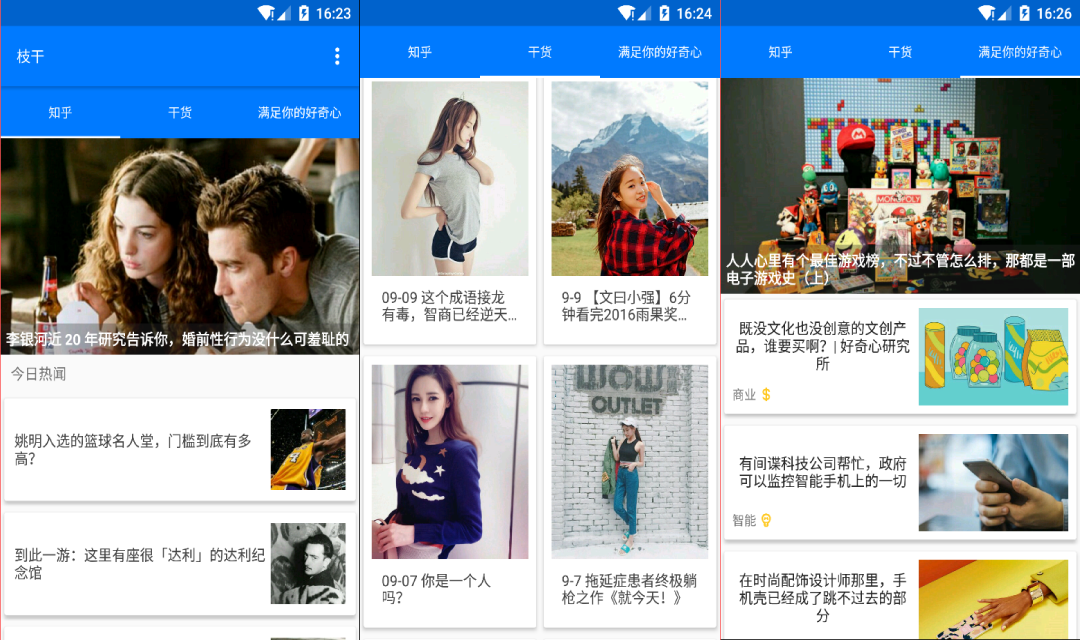 16:23
枝干
知乎
干货
满足你的好奇心
李银河近 20 年研究告诉你，婚前性行为没什么可羞耻的
今日热闻
姚明入选的篮球名人堂，门槛到底有多
高？
到此一游：这里有座很「达利」的达利纪
念馆
16:24
知乎
干货
满足你的好奇心
09-09 这个成语接龙
有毒，智商已经逆天...
9-9 【文曰小强】6分
钟看完2016雨果奖...
WOW!
OUTLET
09-07 你是一个人
吗？
9-7 拖延症患者终极躺
枪之作《就今天！》
16:26
知乎
干货
满足你的好奇心
MONOPOLY
人人心里有个最佳游戏榜，不过不管怎么排，那都是一部
电子游戏史（上）
既没文化也没创意的文创产
品，谁要买啊？| 好奇心研究
所
商业
有间谍科技公司帮忙，政府
可以监控智能手机上的一切
智能
在时尚配饰设计师那里，手
机壳已经成了跳不过去的部
分